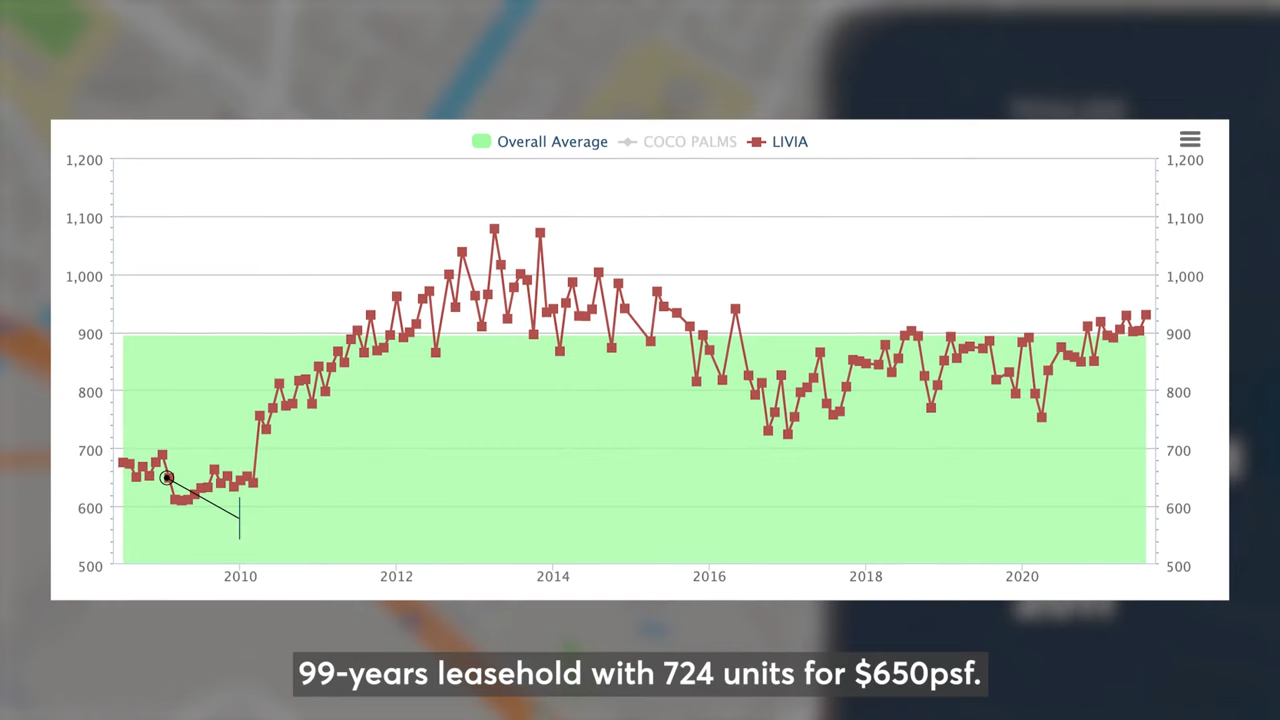 Overall Average COCO PALMS LIVIA
1,200 1,200
1,100 1,100
1,000 1,000
900 900
800 800
700 700
600 600
500 500
2010 2012 2014 2016 2018 2020
99-years leasehold with 724 units for $650psf.